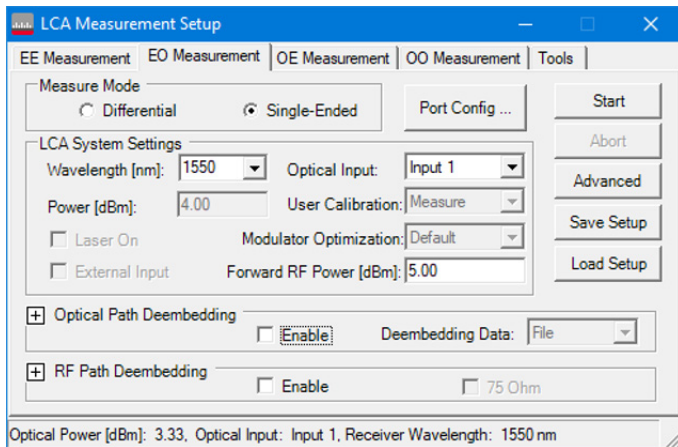 LCA Measurement Setup
EE Measurement EO Measurement OE Measurement OO Measurement Tools
Measure Mode
Differential Single-Ended Port Config ... Start
LCA System Settings Abort
Wavelength [nm]: 1550 Optical Input: Input 1
Advanced
Power [dBm]: 4.00 User Calibration: Measure
Save Setup
Laser On Modulator Optimization: Default
External Input Forward RF Power [dBm]: 5.00 Load Setup
Optical Path Deembedding
Enable Deembedding Data: File
RF Path Deembedding
Enable 75 Ohm
Optical Power [dBm]: 3.33, Optical Input: Input 1, Receiver Wavelength: 1550 nm